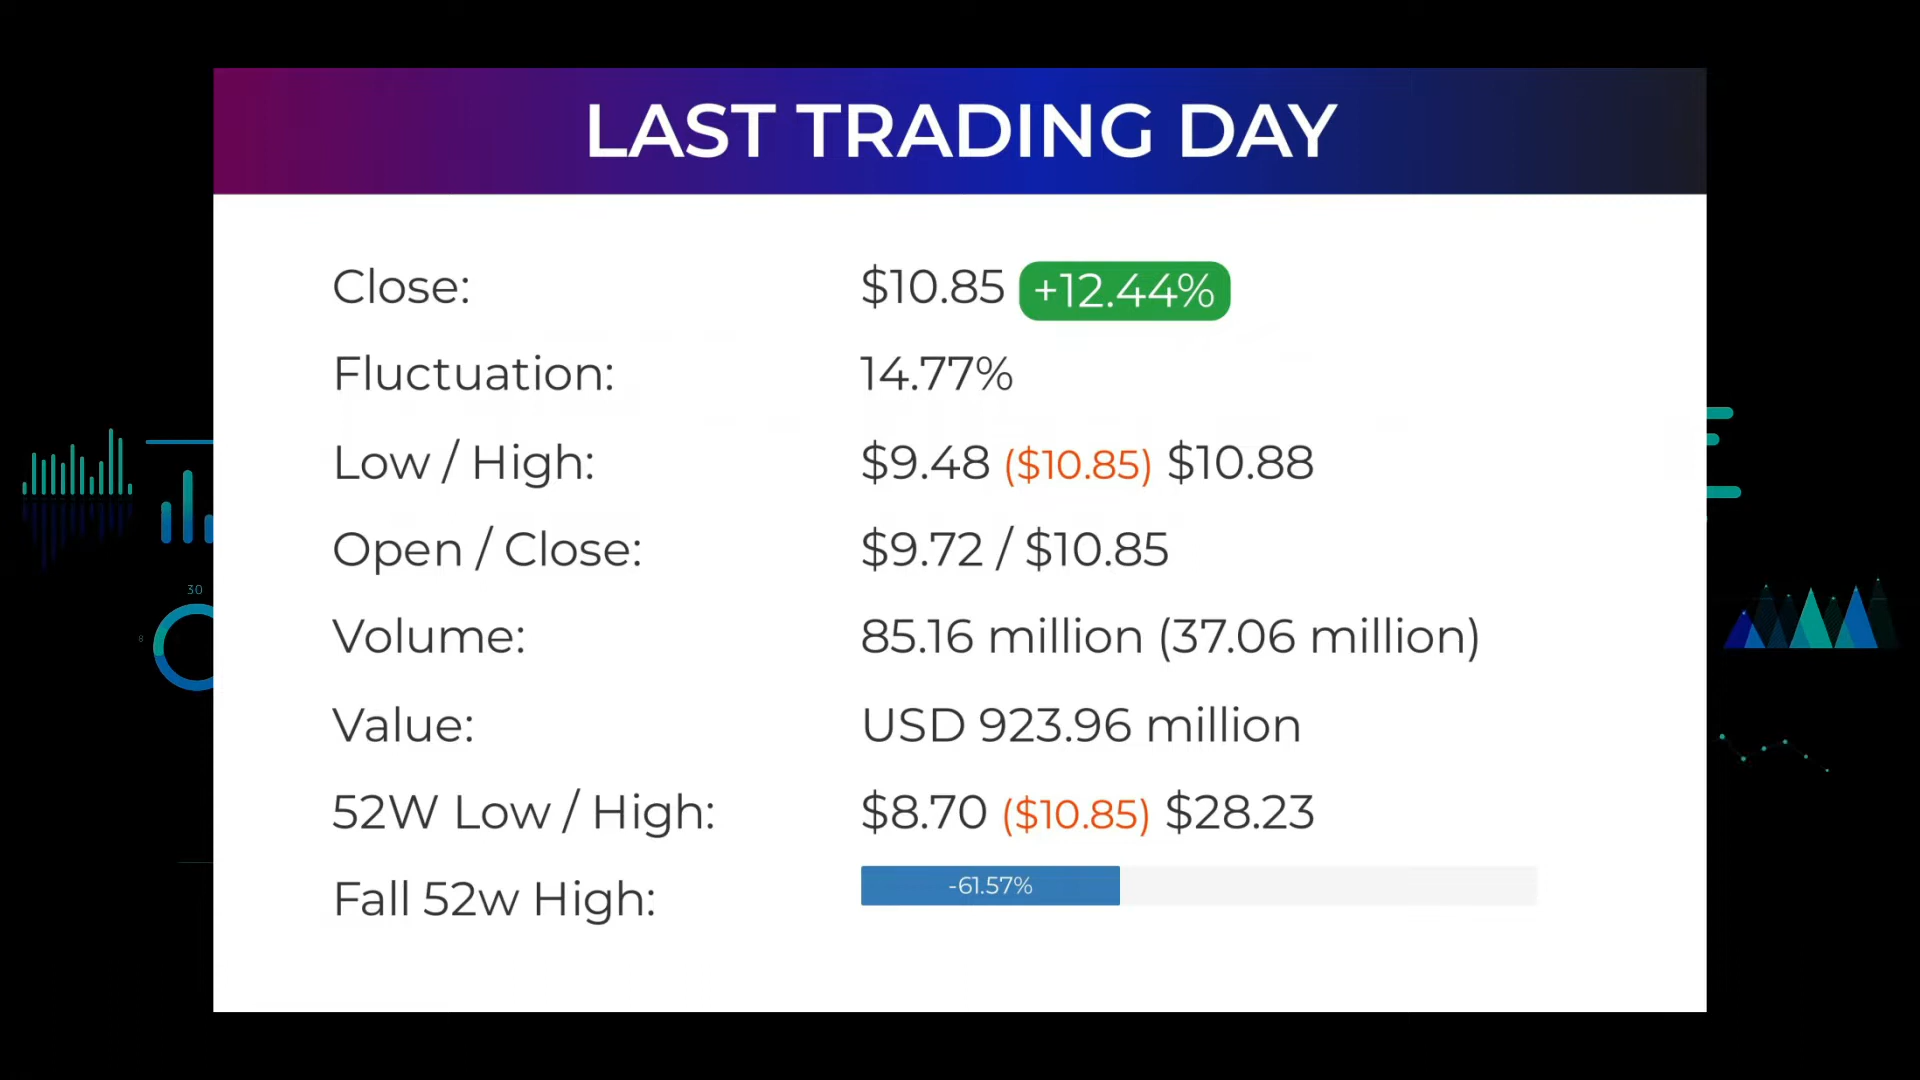 LAST TRADING DAY
Close: $10.85 +12.44%
Fluctuation: 14.77%
Low / High: $9.48 ($10.85) $10.88
Open / Close: $9.72 / $10.85
30
8
Volume: 85.16 million (37.06 million)
Value: USD 923.96 million
52W Low / High: $8.70 ($10.85) $28.23
Fall 52w High: -61.57%